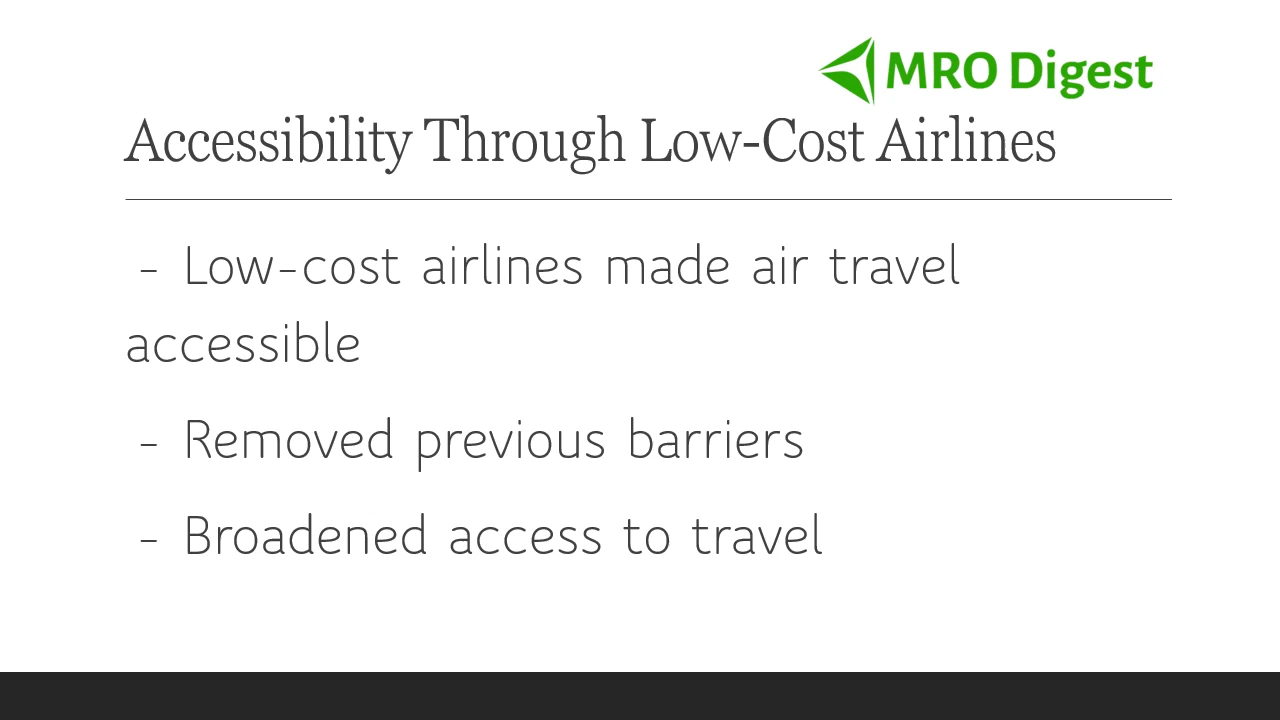 MRO Digest
Accessibility Through Low-Cost Airlines
- Low-cost airlines made air travel
accessible
- Removed previous barriers
- Broadened access to travel